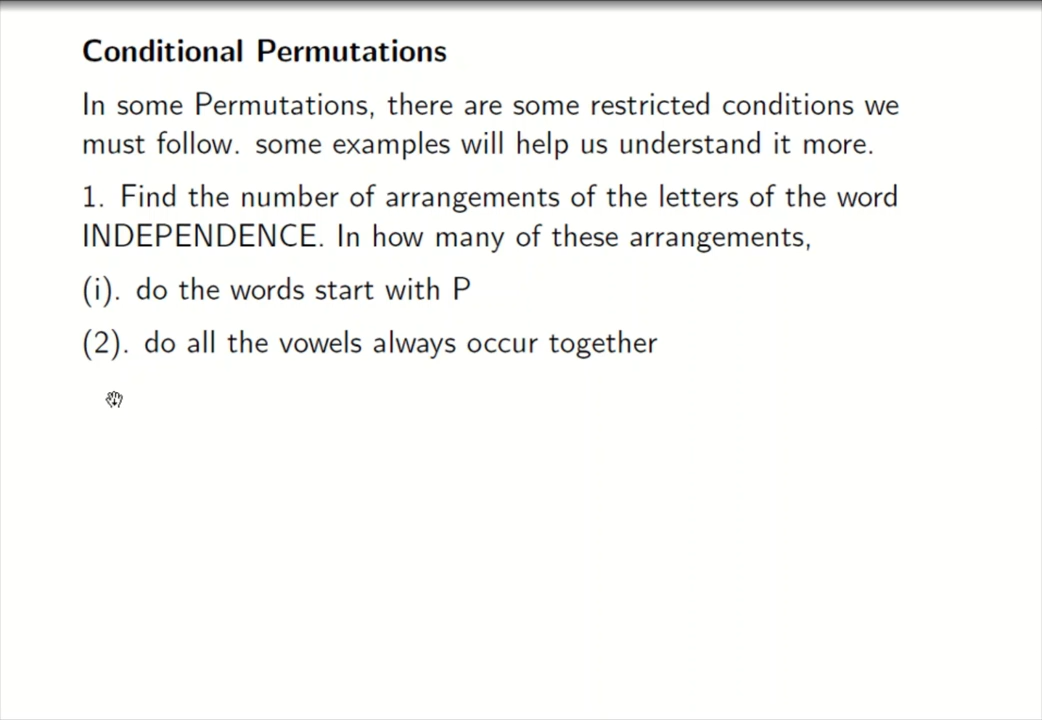 Conditional Permutations
In some Permutations, there are some restricted conditions we
must follow. some examples will help us understand it more.
1. Find the number of arrangements of the letters of the word
INDEPENDENCE. In how many of these arrangements,
(i). do the words start with P
(2). do all the vowels always occur together